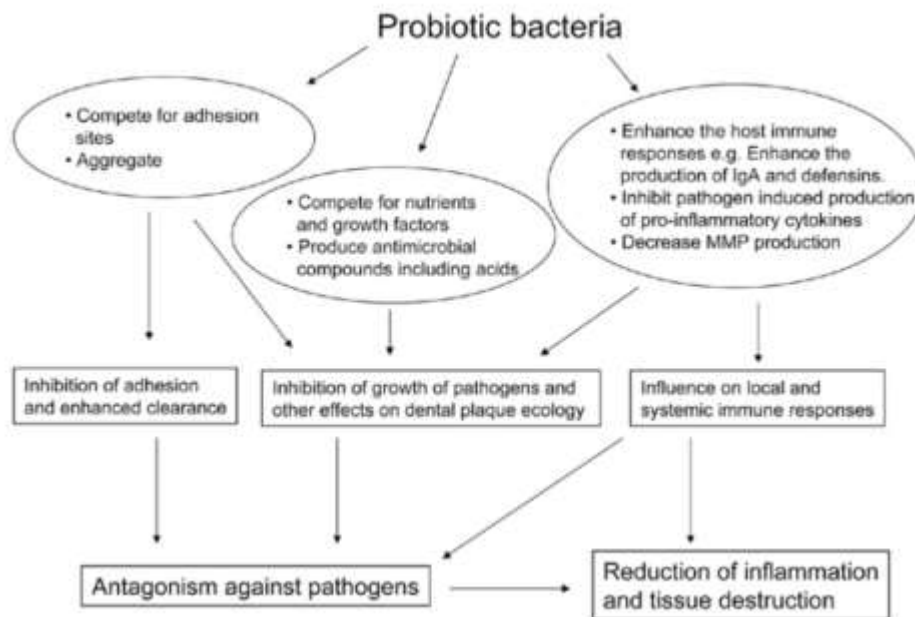 Probiotic bacteria
• Compete for adhesion
sites
• Aggregate
• Compete for nutrients
and growth factors
• Produce antimicrobial
compounds including acids
• Enhance the host immune
responses e.g. Enhance the
production of IgA and defensins.
• Inhibit pathogen induced production
of pro-inflammatory cytokines
• Decrease MMP production
Inhibition of adhesion
and enhanced clearance
Inhibition of growth of pathogens and
other effects on dental plaque ecology
Influence on local and
systemic immune responses
Antagonism against pathogens
Reduction of inflammation
and tissue destruction